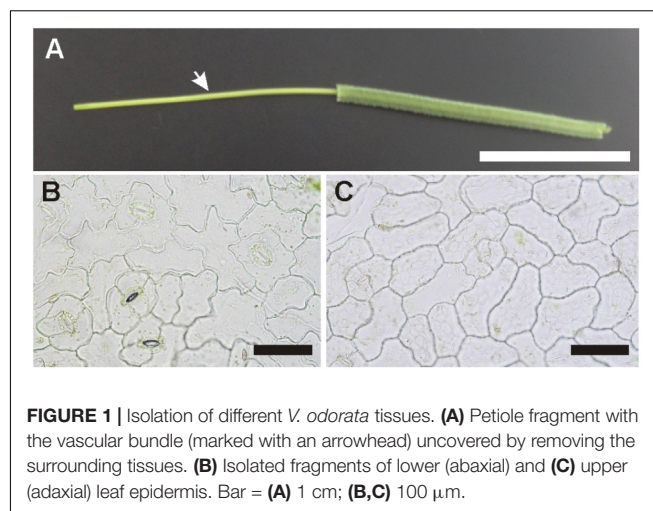 A
B
C
FIGURE 1 | Isolation of different V. odorata tissues. (A) Petiole fragment with
the vascular bundle (marked with an arrowhead) uncovered by removing the
surrounding tissues. (B) Isolated fragments of lower (abaxial) and (C) upper
(adaxial) leaf epidermis. Bar = (A) 1 cm; (B,C) 100 μm.